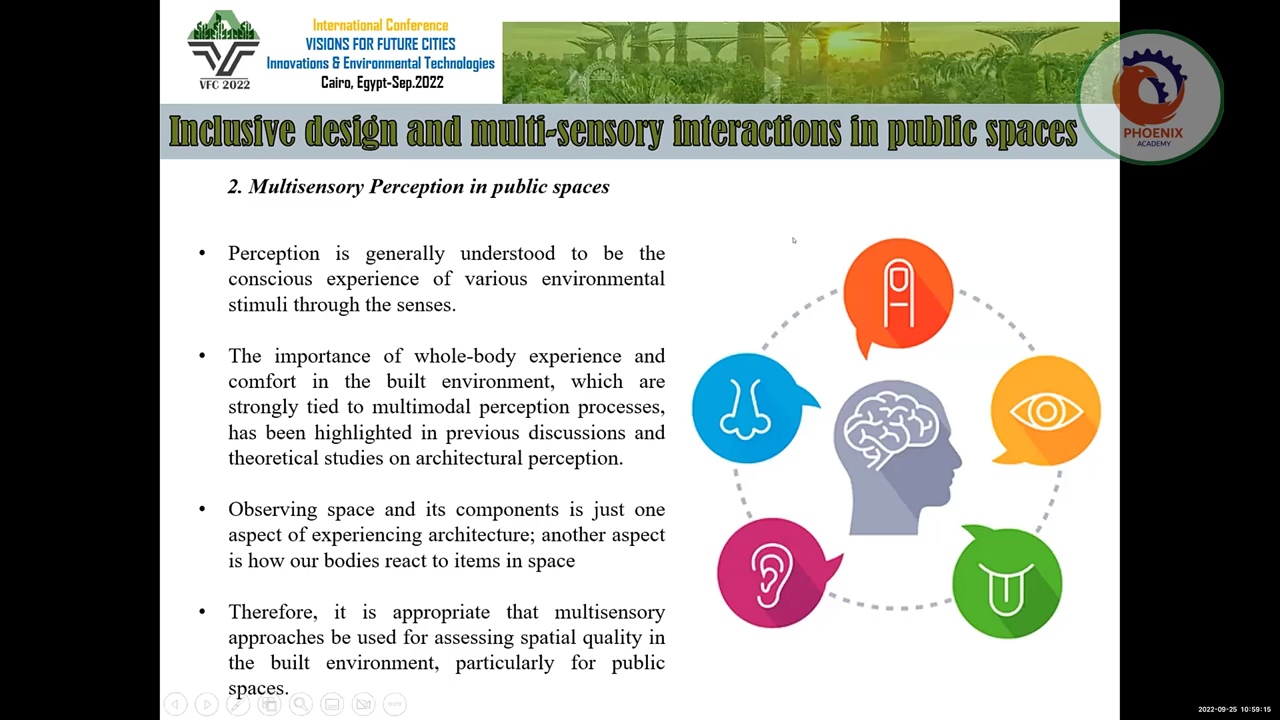 International Conference
VISIONS FOR FUTURE CITIES
Innovations & Environmental Technologies
Cairo, Egypt-Sep.2022
VFC 2022
PHOENIX
ACADEMY
Inclusive design and multi-sensory interactions in public spaces
2. Multisensory Perception in public spaces
• Perception is generally understood to be the
conscious experience of various environmental
stimuli through the senses.
• The importance of whole-body experience and
comfort in the built environment, which are
strongly tied to multimodal perception processes,
has been highlighted in previous discussions and
theoretical studies on architectural perception.
• Observing space and its components is just one
aspect of experiencing architecture; another aspect
is how our bodies react to items in space
• Therefore, it is appropriate that multisensory
approaches be used for assessing spatial quality in
the built environment, particularly for public
spaces.
2022-09-25 10:59:15